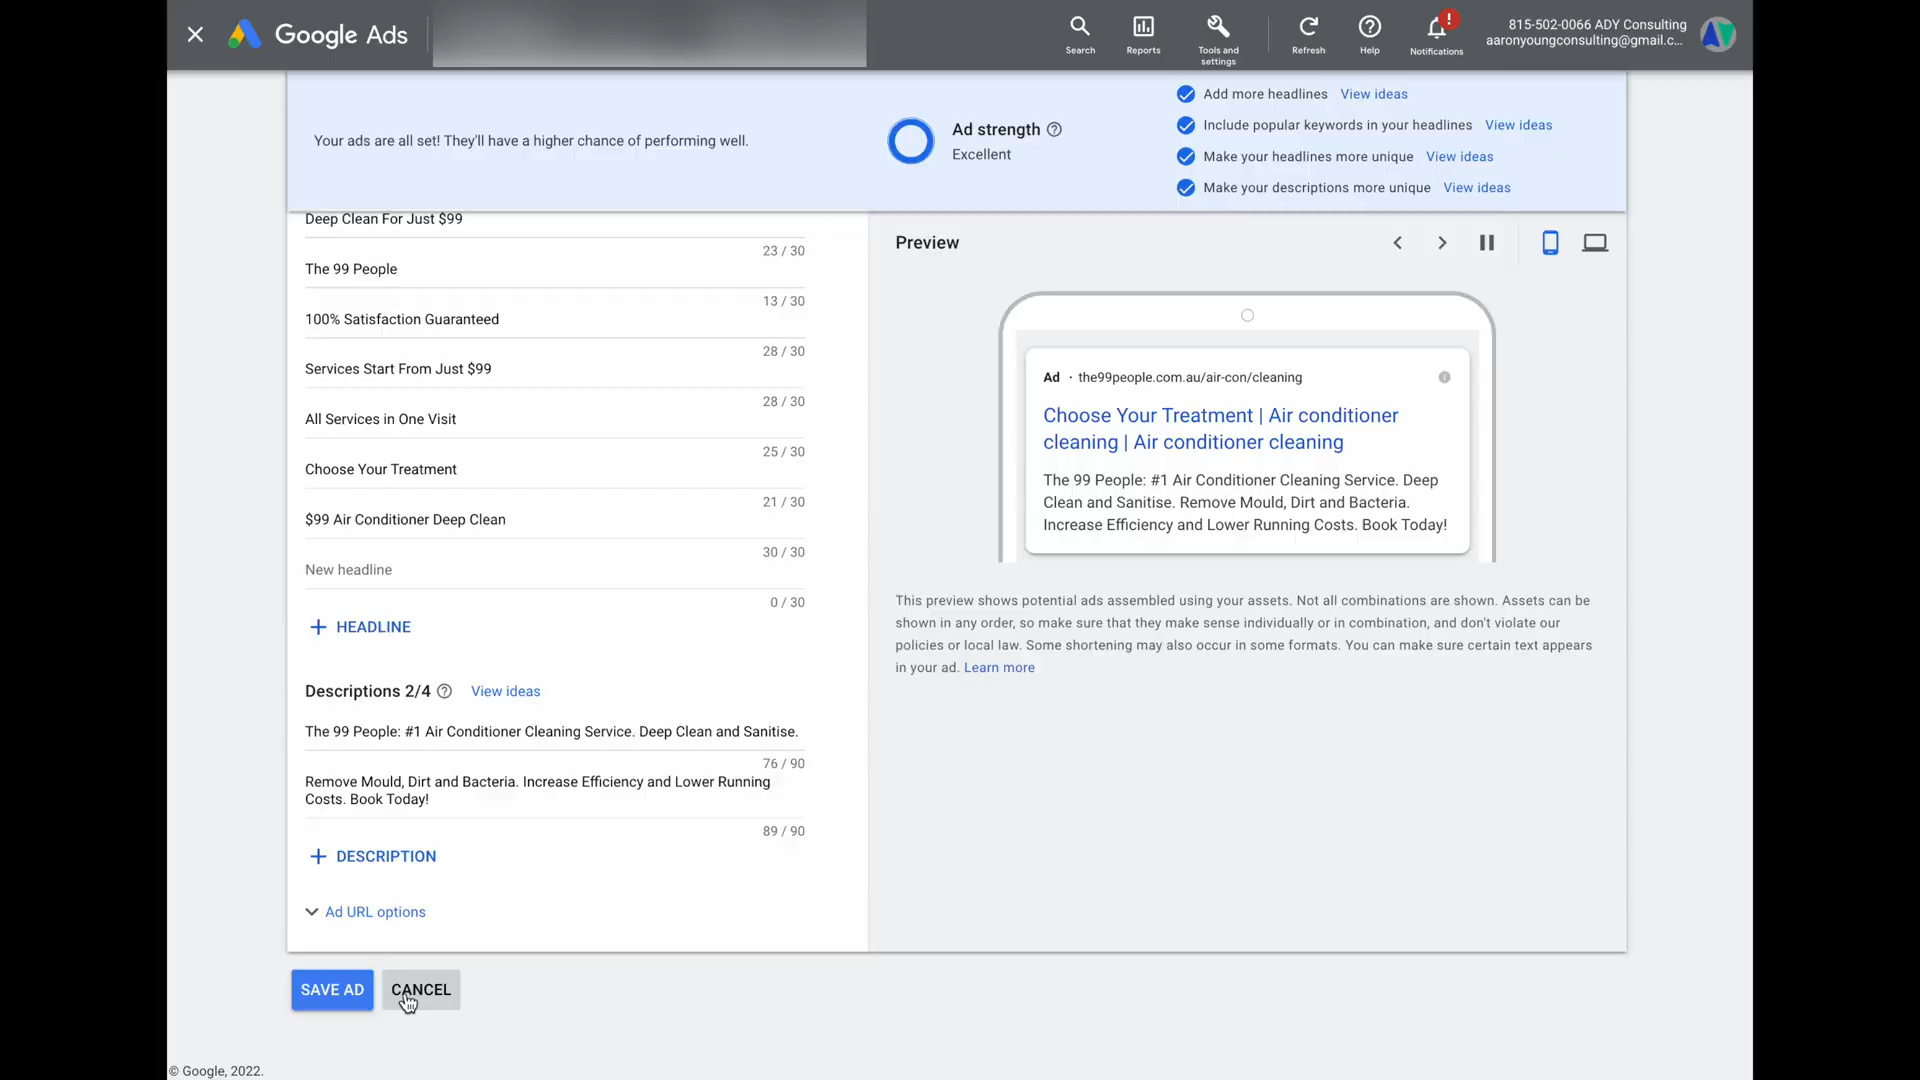 Google Ads
Search
Reports
Tools and
settings
Refresh
Help
!
Notifications
815-502-0066 ADY Consulting
aaronyoungconsulting@gmail.c...
Your ads are all set! They'll have a higher chance of performing well.
Ad strength
Excellent
Add more headlines View ideas
Include popular keywords in your headlines View ideas
Make your headlines more unique View ideas
Make your descriptions more unique View ideas
Deep Clean For Just $99
23 / 30
The 99 People
13 / 30
100% Satisfaction Guaranteed
28 / 30
Services Start From Just $99
28 / 30
All Services in One Visit
25 / 30
Choose Your Treatment
21 / 30
$99 Air Conditioner Deep Clean
30 / 30
New headline
0 / 30
+ HEADLINE
Descriptions 2/4 View ideas
The 99 People: #1 Air Conditioner Cleaning Service. Deep Clean and Sanitise.
76 / 90
Remove Mould, Dirt and Bacteria. Increase Efficiency and Lower Running
Costs. Book Today!
89 / 90
+ DESCRIPTION
Ad URL options
SAVE AD CANCEL
Preview
Ad · the99people.com.au/air-con/cleaning
Choose Your Treatment | Air conditioner
cleaning | Air conditioner cleaning
The 99 People: #1 Air Conditioner Cleaning Service. Deep
Clean and Sanitise. Remove Mould, Dirt and Bacteria.
Increase Efficiency and Lower Running Costs. Book Today!
This preview shows potential ads assembled using your assets. Not all combinations are shown. Assets can be
shown in any order, so make sure that they make sense individually or in combination, and don't violate our
policies or local law. Some shortening may also occur in some formats. You can make sure certain text appears
in your ad. Learn more
© Google, 2022.